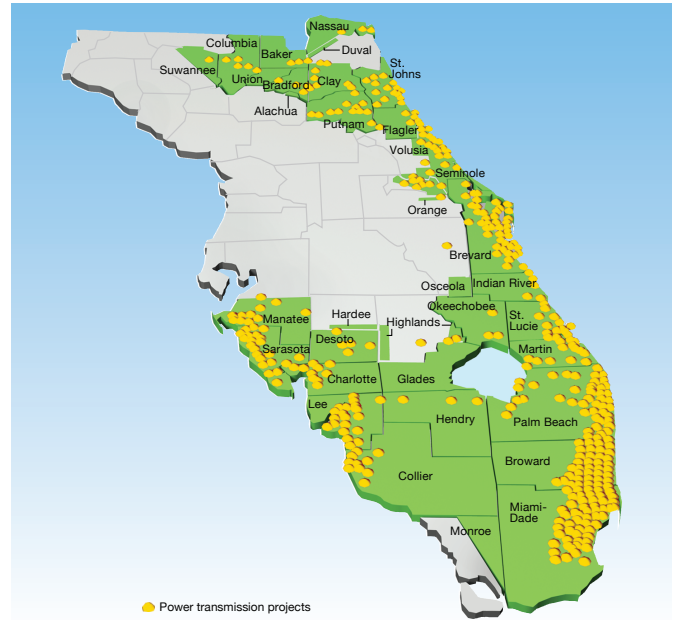 Nassau
Columbia
Baker
Duval
St.
Johns
Suwannee
Union
Bradford
Clay
Alachua
Putnam
Flagler
Volusia
Seminole
Orange
Brevard
Osceola
Indian River
Okeechobee
Hardee
Highlands
St.
Lucie
Manatee
Desoto
Sarasota
Martin
Charlotte
Glades
Lee
Hendry
Palm Beach
Broward
Collier
Miami-
Dade
Monroe
Power transmission projects